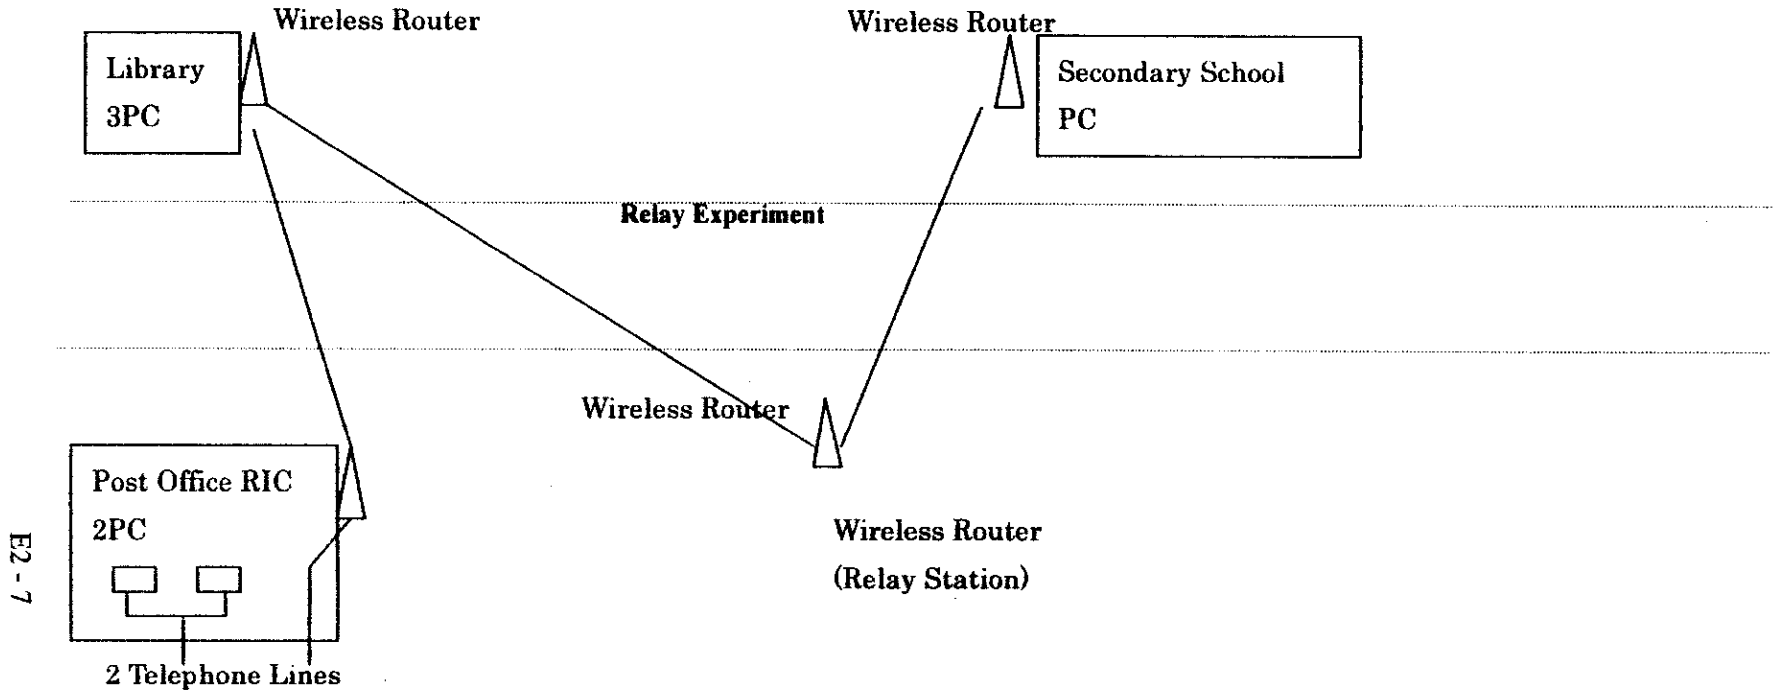 Wireless Router
Wireless Router
Library
3PC
Secondary School
PC
Relay Experiment
Wireless Router
Post Office RIC
2PC
Wireless Router
(Relay Station)
2 Telephone Lines
E2 - 7